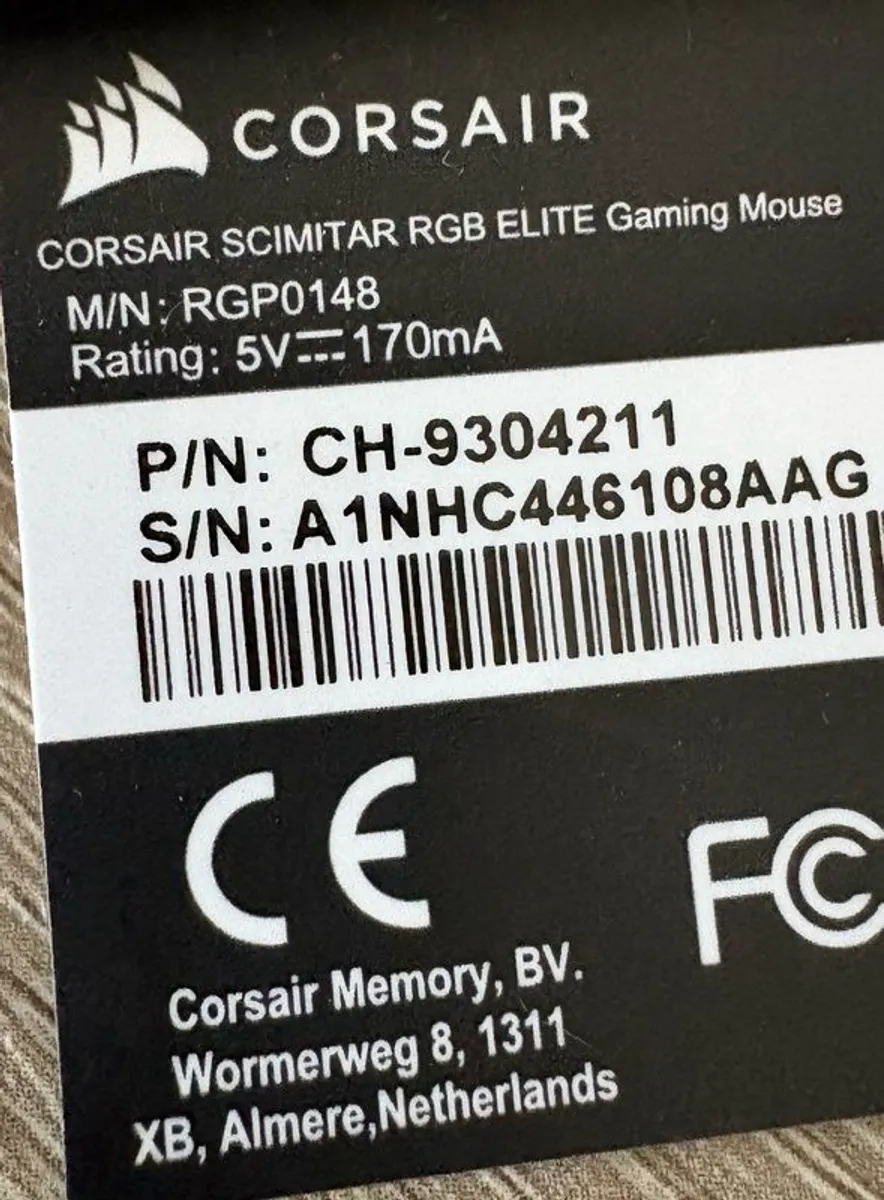 CORSAIR
CORSAIR SCIMITAR RGB ELITE Gaming Mouse
M/N: RGP0148
Rating: 5V⎓170mA
P/N: CH-9304211
S/N: A1NHC446108AAG
CE
FC
Corsair Memory, BV.
Wormerweg 8, 1311
XB, Almere,Netherlands